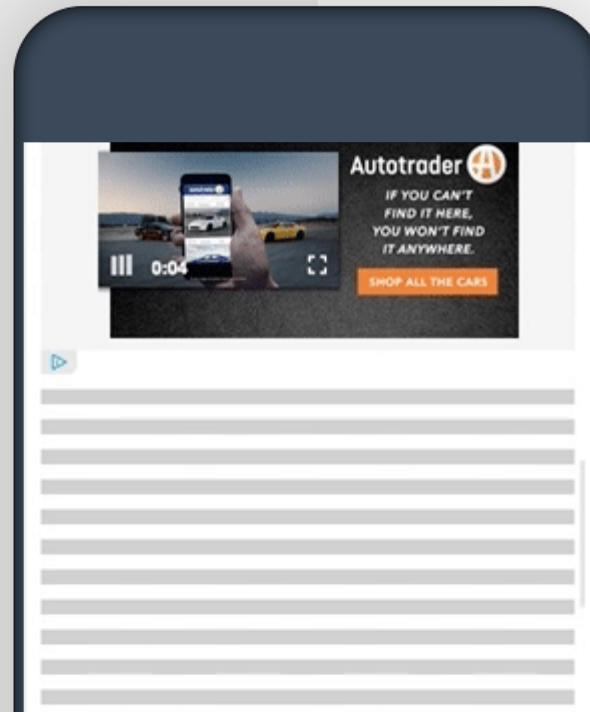 Autotrader
IF YOU CAN'T
FIND IT HERE,
YOU WON'T FIND
IT ANYWHERE.
0:04
SHOP ALL THE CARS